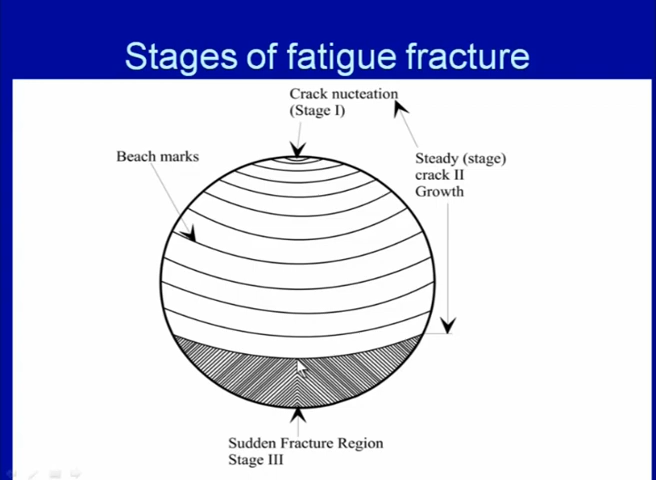 Stages of fatigue fracture
Crack nucteation
(Stage I)
Beach marks
Steady (stage)
crack II
Growth
Sudden Fracture Region
Stage III